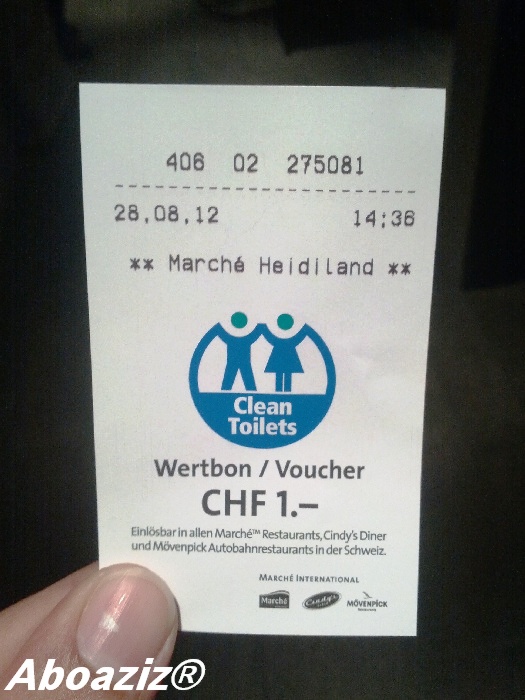 406 02 275081
28.08.12 14:36
** Marché Heidiland **
Clean
Toilets
Wertbon / Voucher
CHF 1.–
Einlösbar in allen Marché™ Restaurants, Cindy's Diner
und Mövenpick Autobahnrestaurants in der Schweiz.
MARCHÉ INTERNATIONAL
Marché Cindy's MÖVENPICK
Aboaziz®